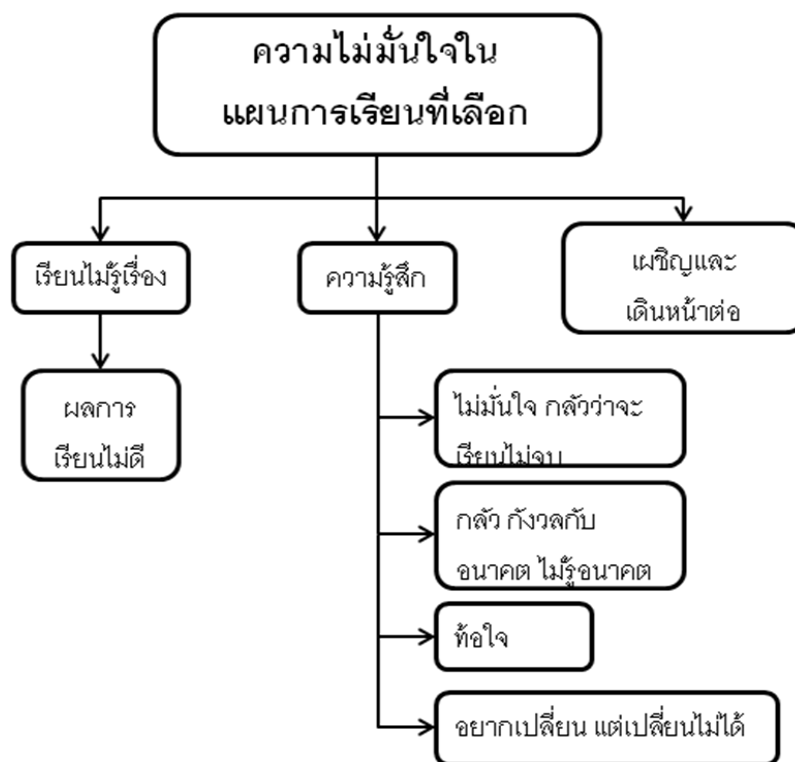 ความไม่มั่นใจใน
แผนการเรียนที่เลือก
เรียนไม่รู้เรื่อง
ผลการ
เรียนไม่ดี
ความรู้สึก
ไม่มั่นใจ กลัวว่าจะ
เรียนไม่จบ
กลัว กังวลกับ
อนาคต ไม่รู้อนาคต
ท้อใจ
อยากเปลี่ยน แต่เปลี่ยนไม่ได้
เผชิญและ
เดินหน้าต่อ